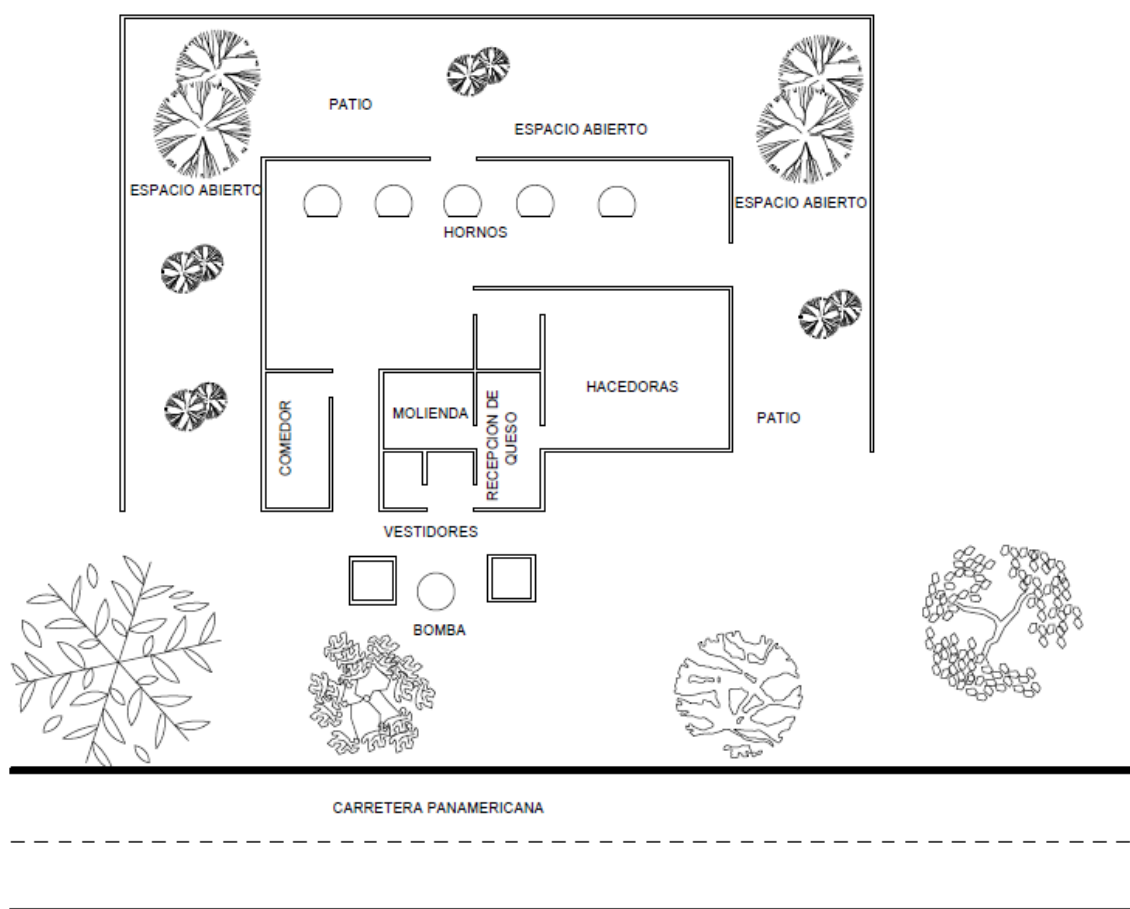 PATIO
ESPACIO ABIERTO
ESPACIO ABIERTO
ESPACIO ABIERTO
HORNOS
HACEDORAS
MOLIENDA
COMEDOR
RECEPCION DE
QUESO
PATIO
VESTIDORES
BOMBA
CARRETERA PANAMERICANA